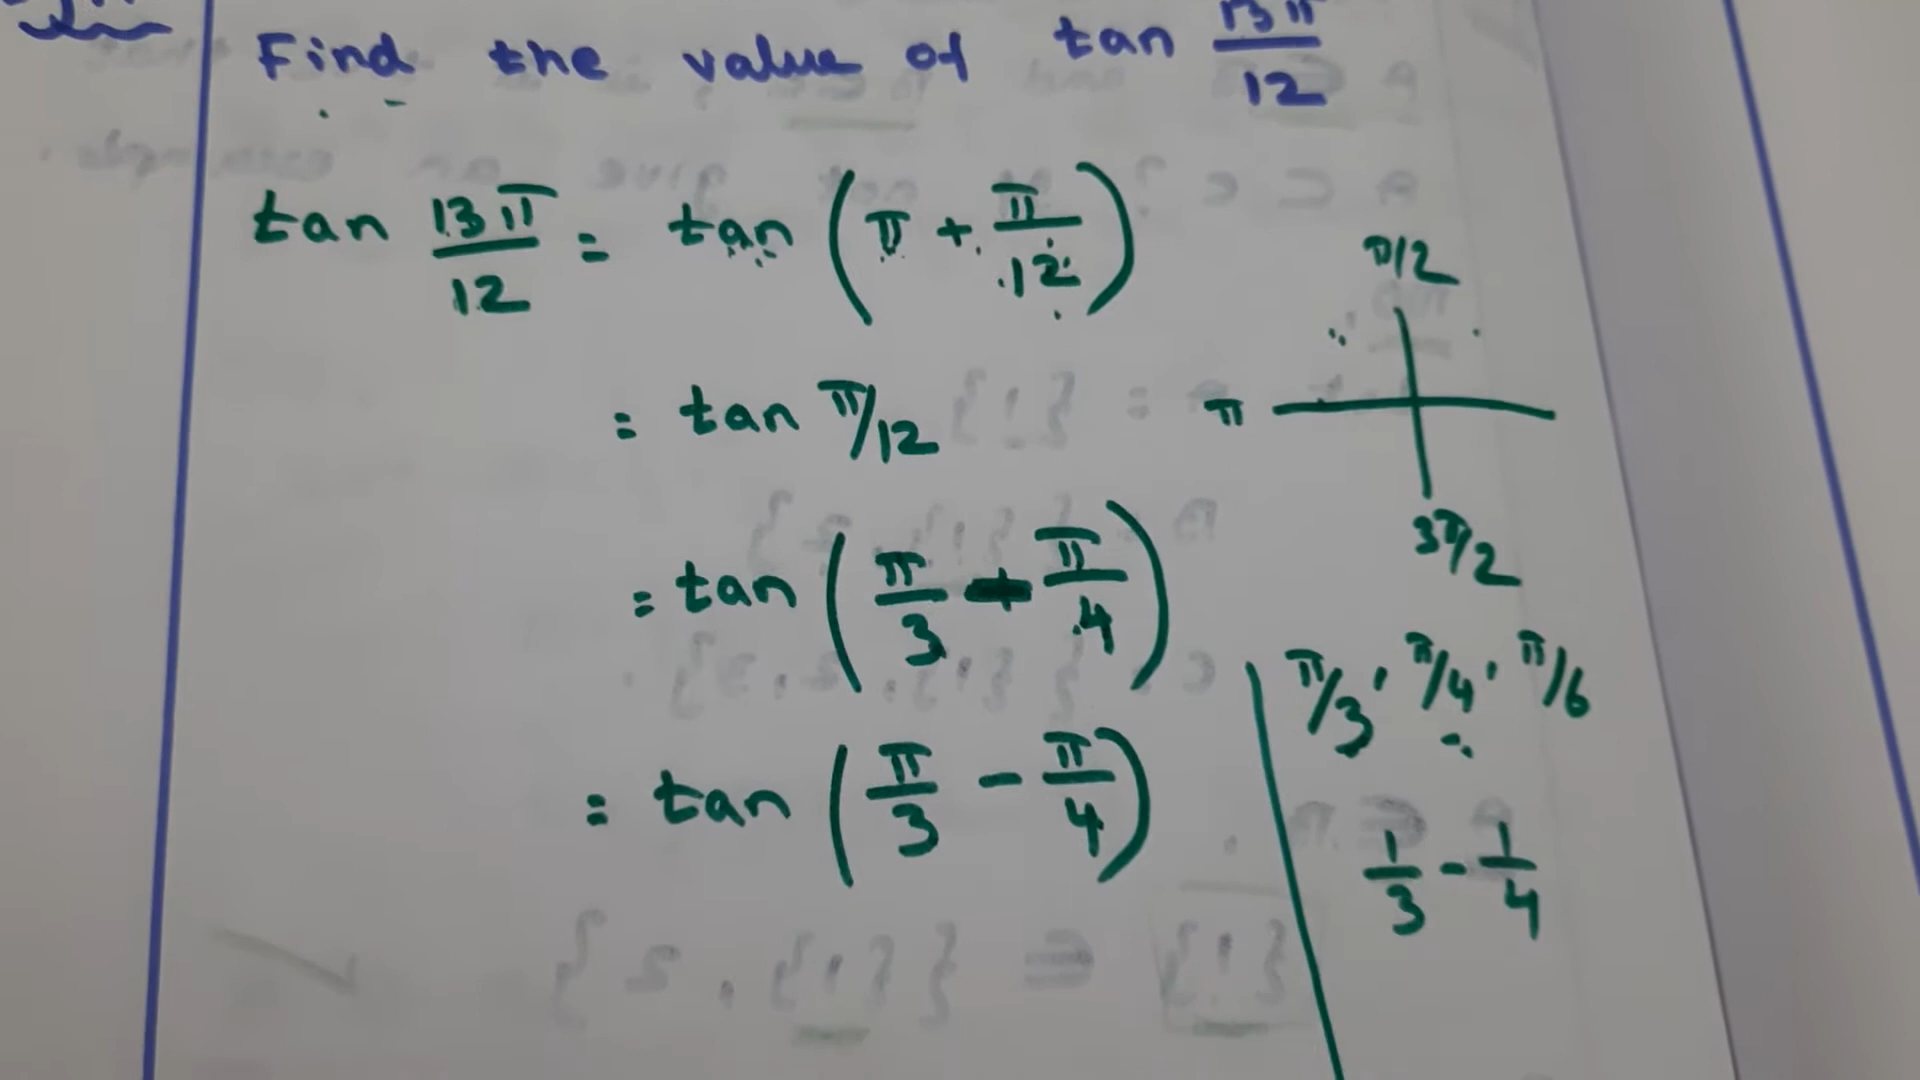 Find the value of tan 13π/12
tan 13π/12 = tan (π + π/12)
= tan π/12
= tan (π/3 - π/4)
= tan (π/3 - π/4)
π/2
π
3π/2
π/3, π/4, π/6
1/3 - 1/4